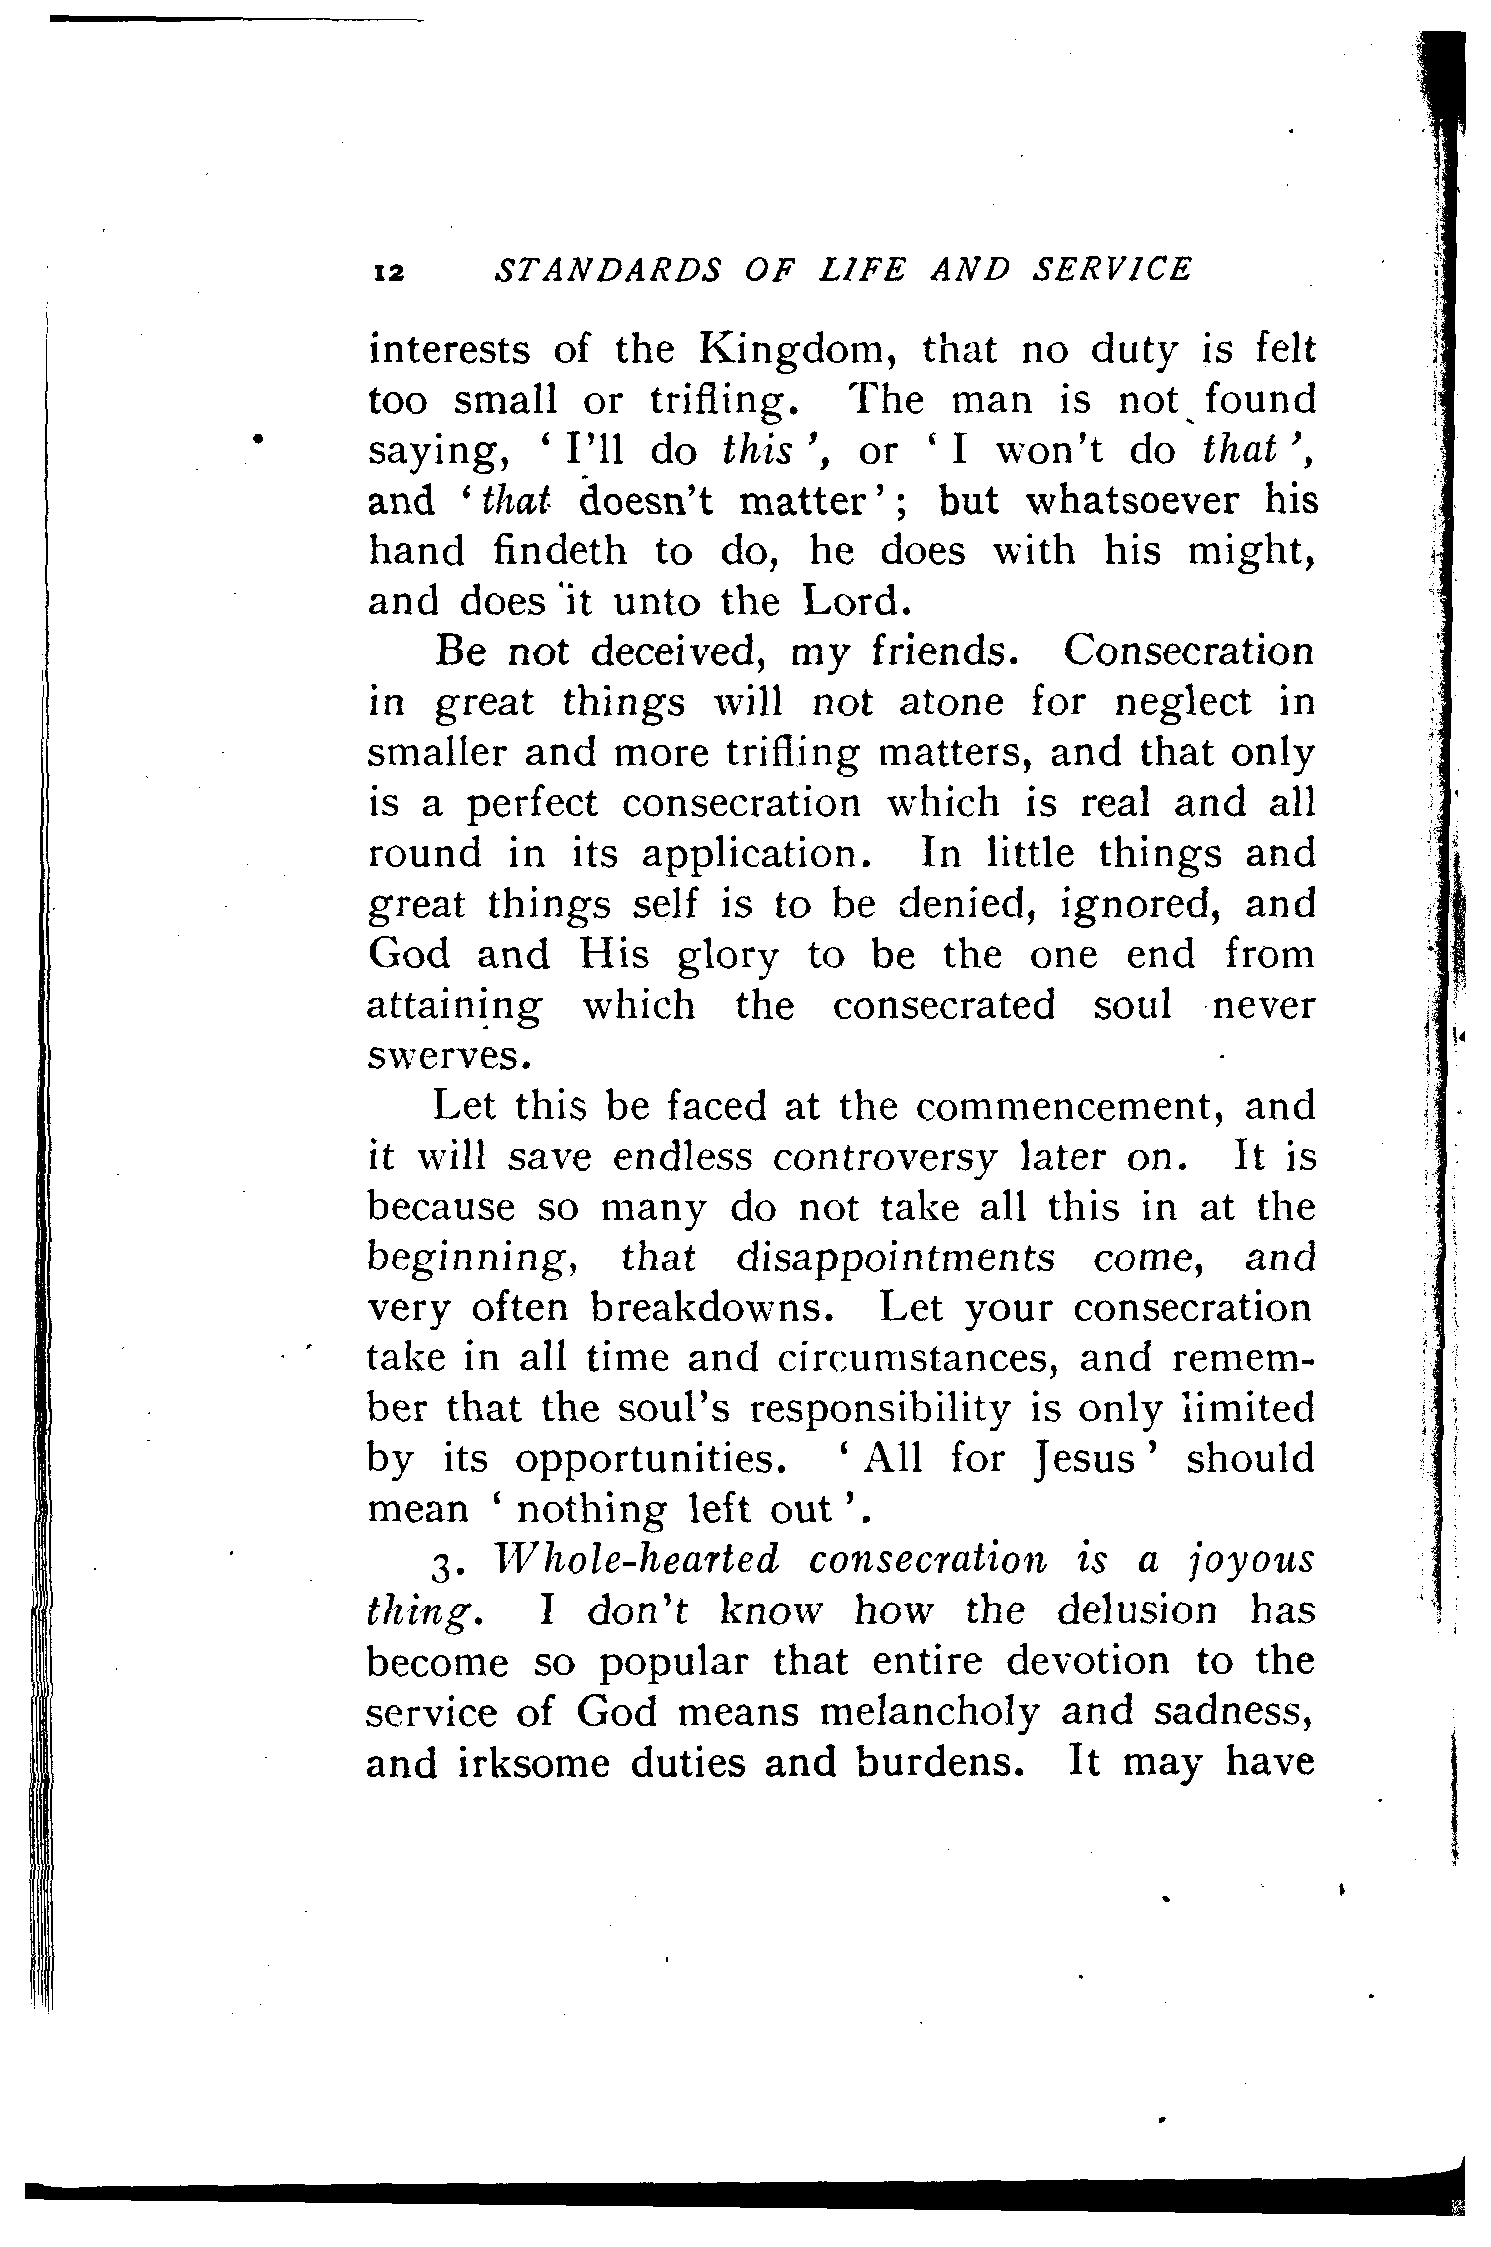 12 STANDARDS OF LIFE AND SERVICE
interests of the Kingdom, that no duty is felt
too small or trifling. The man is not found
saying, ‘ I’ll do this ’, or ‘ I won’t do that ’,
and ‘ that doesn’t matter ’ ; but whatsoever his
hand findeth to do, he does with his might,
and does it unto the Lord.
Be not deceived, my friends. Consecration
in great things will not atone for neglect in
smaller and more trifling matters, and that only
is a perfect consecration which is real and all
round in its application. In little things and
great things self is to be denied, ignored, and
God and His glory to be the one end from
attaining which the consecrated soul never
swerves.
Let this be faced at the commencement, and
it will save endless controversy later on. It is
because so many do not take all this in at the
beginning, that disappointments come, and
very often breakdowns. Let your consecration
take in all time and circumstances, and remem-
ber that the soul’s responsibility is only limited
by its opportunities. ‘ All for Jesus ’ should
mean ‘ nothing left out ’.
3. Whole-hearted consecration is a joyous
thing. I don’t know how the delusion has
become so popular that entire devotion to the
service of God means melancholy and sadness,
and irksome duties and burdens. It may have